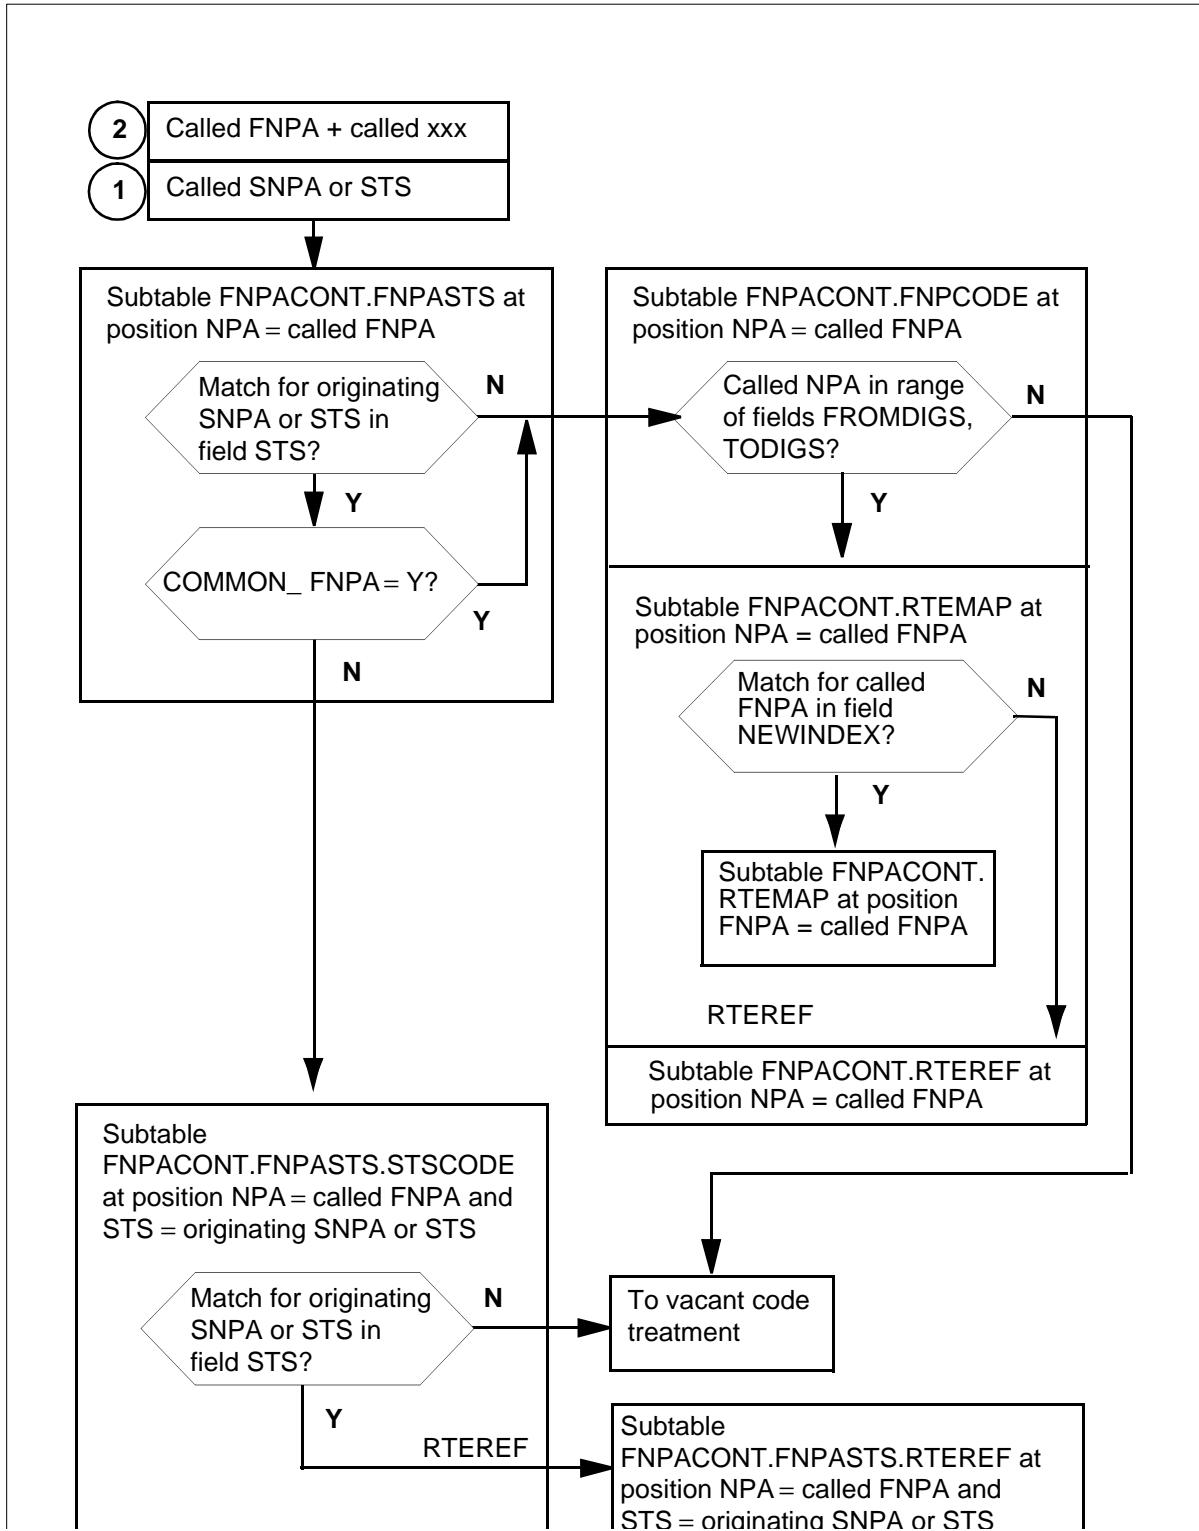 2
Called FNPA + called xxx
1
Called SNPA or STS
Subtable FNPACONT.FNPASTS at
position NPA = called FNPA
Match for originating
SNPA or STS in
field STS?
N
Y
COMMON_ FNPA = Y?
Y
N
Subtable FNPACONT.FNPCODE at
position NPA = called FNPA
Called NPA in range
of fields FROMDIGS,
TODIGS?
N
Y
Subtable FNPACONT.RTEMAP at
position NPA = called FNPA
Match for called
FNPA in field
NEWINDEX?
N
Y
Subtable FNPACONT.
RTEMAP at position
FNPA = called FNPA
RTEREF
Subtable FNPACONT.RTEREF at
position NPA = called FNPA
Subtable
FNPACONT.FNPASTS.STSCODE
at position NPA = called FNPA and
STS = originating SNPA or STS
Match for originating
SNPA or STS in
field STS?
N
Y
To vacant code
treatment
RTEREF
Subtable
FNPACONT.FNPASTS.RTEREF at
position NPA = called FNPA and
STS = originating SNPA or STS